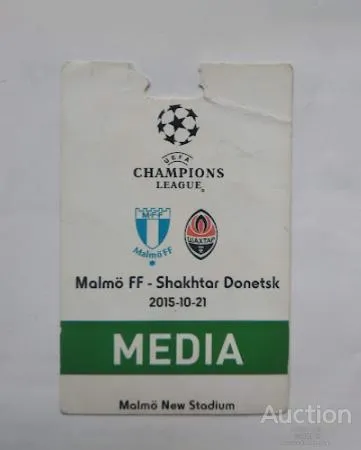 UEFA
CHAMPIONS
LEAGUE
MFF
Malmö FF
ШАХТАР
Malmö FF - Shakhtar Donetsk
2015-10-21
MEDIA
Malmö New Stadium
Auction